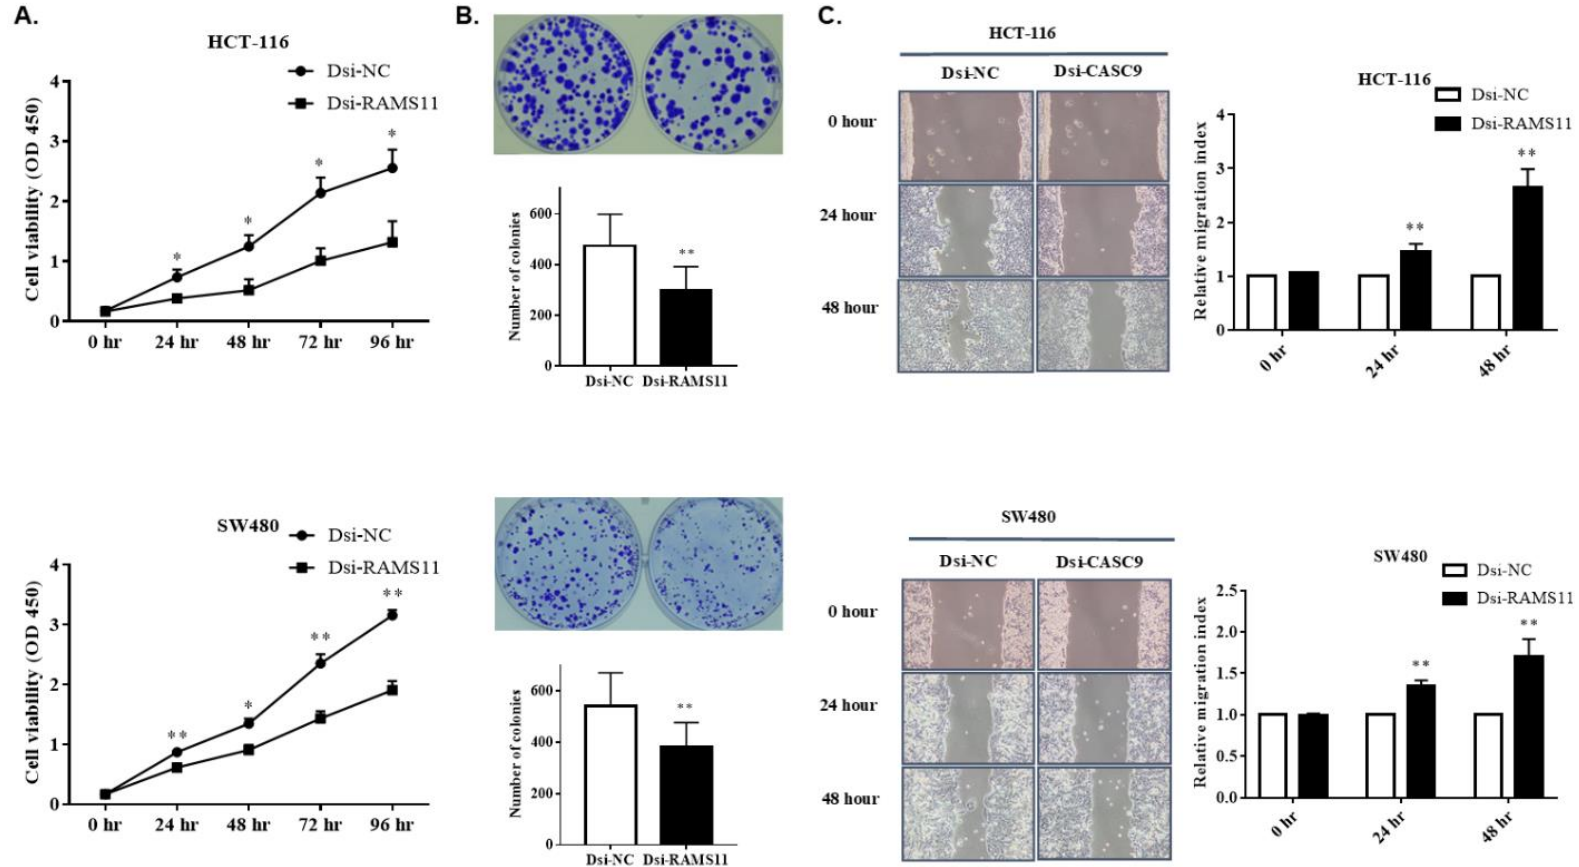 A.
HCT-116
Dsi-NC
Dsi-RAMS11
Cell viability (OD 450)
4
3
2
1
0
*
*
*
*
0 hr 24 hr 48 hr 72 hr 96 hr
SW480
Dsi-NC
Dsi-RAMS11
Cell viability (OD 450)
4
3
2
1
0
**
*
**
**
0 hr 24 hr 48 hr 72 hr 96 hr
B.
Number of colonies
600
400
200
0
**
Dsi-NC Dsi-RAMS11
Number of colonies
600
400
200
0
**
Dsi-NC Dsi-RAMS11
C.
HCT-116
Dsi-NC Dsi-CASC9
0 hour
24 hour
48 hour
HCT-116
Dsi-NC
Dsi-RAMS11
Relative migration index
4
3
2
1
0
**
**
0 hr 24 hr 48 hr
SW480
Dsi-NC Dsi-CASC9
0 hour
24 hour
48 hour
SW480
Dsi-NC
Dsi-RAMS11
Relative migration index
2.5
2.0
1.5
1.0
0.5
0.0
**
**
0 hr 24 hr 48 hr